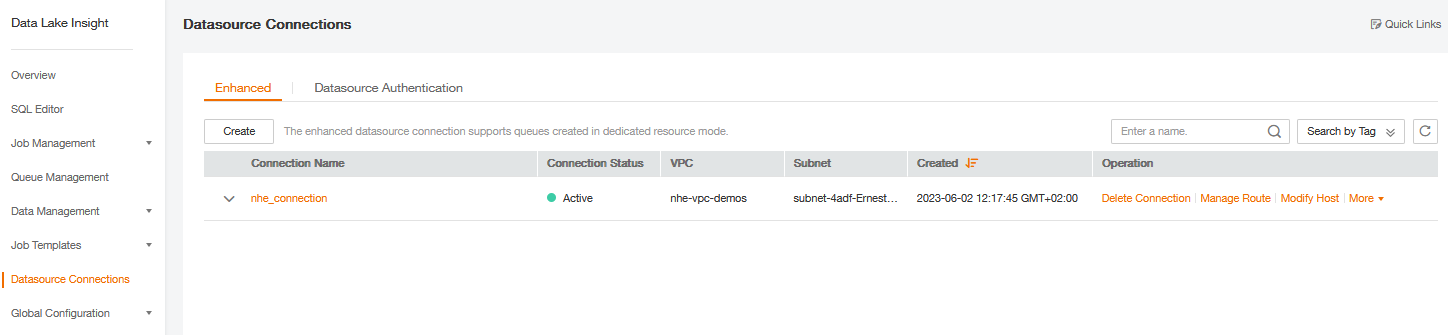 Data Lake Insight
Overview
SQL Editor
Job Management
Queue Management
Data Management
Job Templates
Datasource Connections
Global Configuration
Datasource Connections
Quick Links
Enhanced Datasource Authentication
Create The enhanced datasource connection supports queues created in dedicated resource mode. Enter a name. Search by Tag
Connection Name Connection Status VPC Subnet Created Operation
nhe_connection Active nhe-vpc-demos subnet-4adf-Ernest... 2023-06-02 12:17:45 GMT+02:00 Delete Connection Manage Route Modify Host More